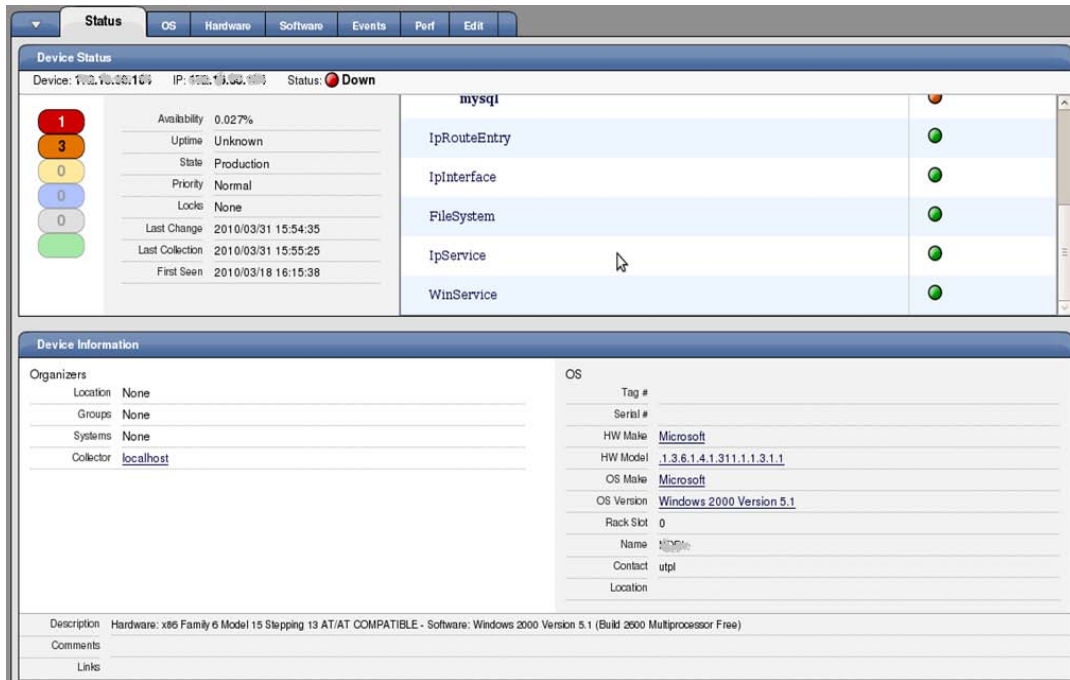 Status OS Hardware Software Events Perf Edit
Device Status
Device: IP: Status: Down
1
3
0
0
0
Availability 0.027%
Uptime Unknown
State Production
Priority Normal
Locks None
Last Change 2010/03/31 15:54:35
Last Collection 2010/03/31 15:55:25
First Seen 2010/03/18 16:15:38
mysql
IpRouteEntry
IpInterface
FileSystem
IpService
WinService
Device Information
Organizers
Location None
Groups None
Systems None
Collector localhost
OS
Tag #
Serial #
HW Make Microsoft
HW Model .1.3.6.1.4.1.311.1.1.3.1.1
OS Make Microsoft
OS Version Windows 2000 Version 5.1
Rack Slot 0
Name
Contact utpl
Location
Description Hardware: x86 Family 6 Model 15 Stepping 13 AT/AT COMPATIBLE - Software: Windows 2000 Version 5.1 (Build 2600 Multiprocessor Free)
Comments
Links